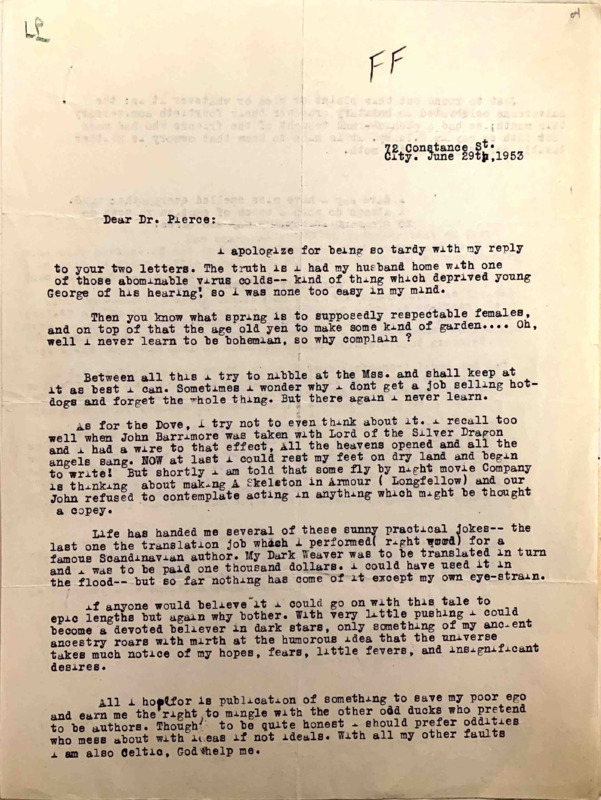 LP
FF
72 Constance St.
City. June 29th,1953
Dear Dr. Pierce:
i apologize for being so tardy with my reply
to your two letters. The truth is i had my husband home with one
of those abominable virus colds-- kind of thing which deprived young
George of his hearing, so i was none too easy in my mind.
Then you know what spring is to supposedly respectable females,
and on top of that the age old yen to make some kind of garden.... Oh,
well i never learn to be bohemian, so why complain ?
Between all this i try to nibble at the Mss. and shall keep at
it as best i can. Sometimes i wonder why i dont get a job selling hot-
dogs and forget the whole thing. But there again i never learn.
As for the Dove, i try not to even think about it. i recall too
well when John Barrimore was taken with Lord of the Silver Dragon
and i had a wire to that effect, All the heavens opened and all the
angels sang. NOW at last i could rest my feet on dry land and begin
to write! But shortly i am told that some fly by night movie Company
is thinking about making A Skeleton in Armour ( Longfellow) and our
John refused to contemplate acting in anything which might be thought
a copey.
Life has handed me several of these sunny practical jokes-- the
last one the translation job which i performed( right word) for a
famous Scandinavian author. My Dark Weaver was to be translated in turn
and i was to be paid one thousand dollars. i could have used it in
the flood-- but so far nothing has come of it except my own eye-strain.
if anyone would believe it i could go on with this tale to
epic lengths but again why bother. With very little pushing i could
become a devoted believer in dark stars, only something of my ancient
ancestry roars with mirth at the humorous idea that the universe
takes much notice of my hopes, fears, little fevers, and insignificant
desires.
All i hope for is publication of something to save my poor ego
and earn me the right to mingle with the other odd ducks who pretend
to be authors. Though to be quite honest i should prefer oddities
who mess about with ideas if not ideals. With all my other faults
i am also Celtic, God help me.